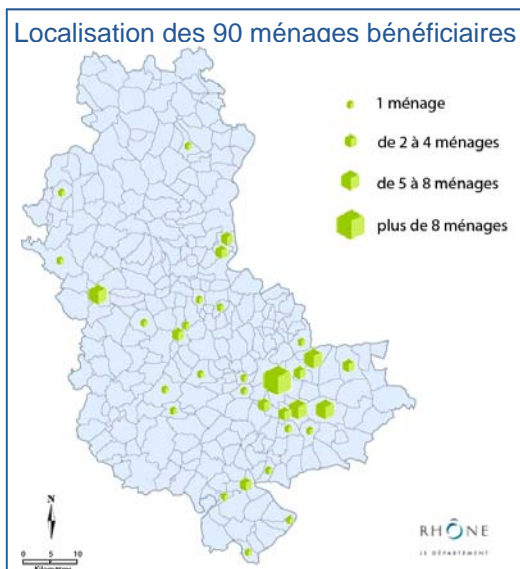 Localisation des 90 ménages bénéficiaires
1 ménage
de 2 à 4 ménages
de 5 à 8 ménages
plus de 8 ménages
N
0 5 10
Kilomètres
RHÔNE
LE DÉPARTEMENT